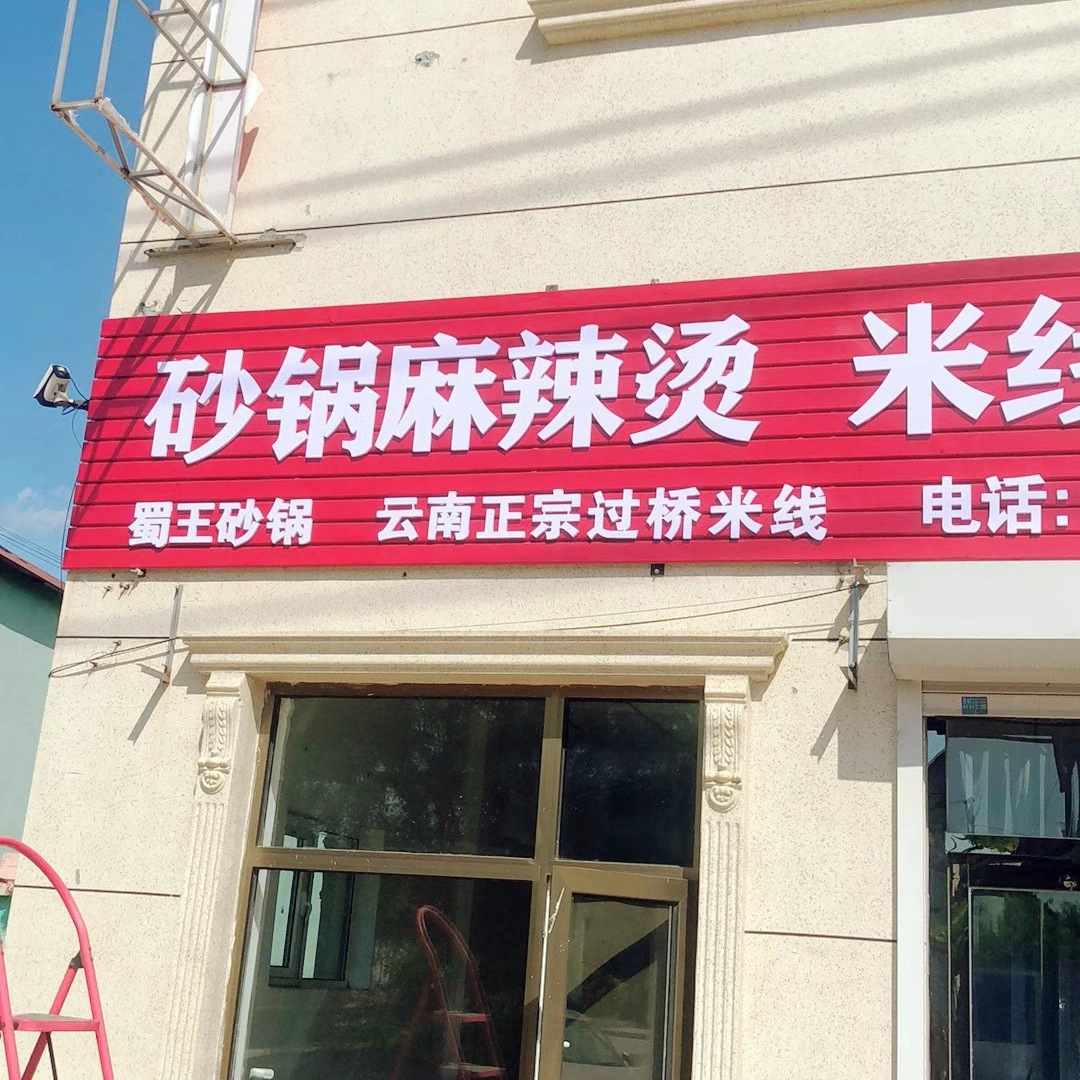 砂锅麻辣烫 米线
蜀王砂锅 云南正宗过桥米线 电话: